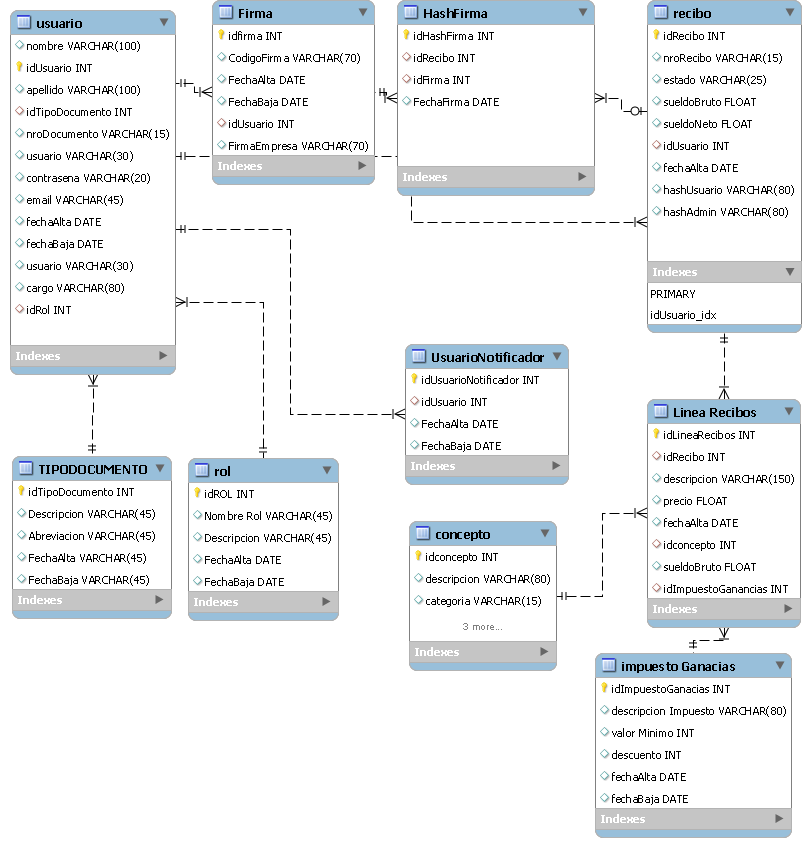 usuario
nombre VARCHAR(100)
idUsuario INT
apellido VARCHAR(100)
idTipoDocumento INT
nroDocumento VARCHAR(15)
usuario VARCHAR(30)
contrasena VARCHAR(20)
email VARCHAR(45)
fechaAlta DATE
fechaBaja DATE
usuario VARCHAR(30)
cargo VARCHAR(80)
idRol INT
Indexes
Firma
idfirma INT
CodigoFirma VARCHAR(70)
FechaAlta DATE
FechaBaja DATE
idUsuario INT
FirmaEmpresa VARCHAR(70)
Indexes
HashFirma
idHashFirma INT
idRecibo INT
idFirma INT
FechaFirma DATE
Indexes
recibo
idRecibo INT
nroRecibo VARCHAR(15)
estado VARCHAR(25)
sueldoBruto FLOAT
sueldoNeto FLOAT
idUsuario INT
fechaAlta DATE
hashUsuario VARCHAR(80)
hashAdmin VARCHAR(80)
Indexes
PRIMARY
idUsuario_idx
UsuarioNotificador
idUsuarioNotificador INT
idUsuario INT
FechaAlta DATE
FechaBaja DATE
Indexes
Linea Recibos
idLineaRecibos INT
idRecibo INT
descripcion VARCHAR(150)
precio FLOAT
fechaAlta DATE
idconcepto INT
sueldoBruto FLOAT
idImpuestoGanancias INT
Indexes
TIPODOCUMENTO
idTipoDocumento INT
Descripcion VARCHAR(45)
Abreviacion VARCHAR(45)
FechaAlta VARCHAR(45)
FechaBaja VARCHAR(45)
Indexes
rol
idROL INT
Nombre Rol VARCHAR(45)
Descripcion VARCHAR(45)
FechaAlta DATE
FechaBaja DATE
Indexes
concepto
idconcepto INT
descripcion VARCHAR(80)
categoria VARCHAR(15)
3 more...
Indexes
impuesto Ganacias
idImpuestoGanacias INT
descripcion Impuesto VARCHAR(80)
valor Minimo INT
descuento INT
fechaAlta DATE
fechaBaja DATE
Indexes